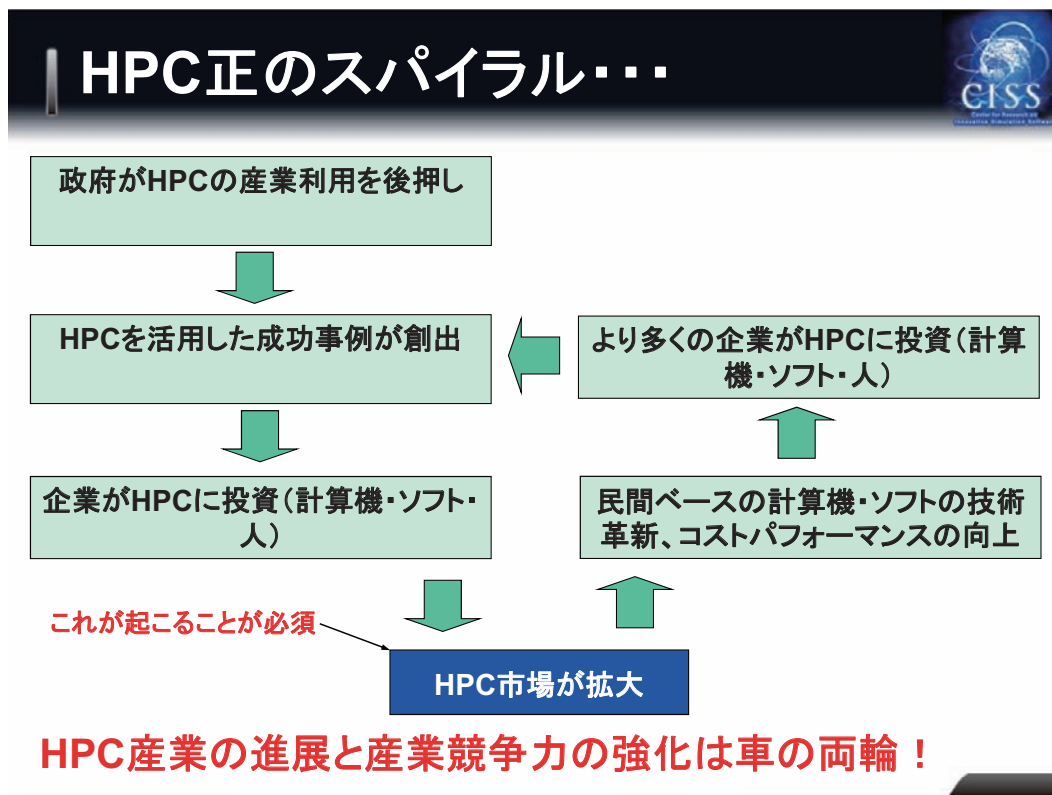 HPC正のスパイラル・・・
CISS
Center for Research on
Innovative Simulation Software
政府がHPCの産業利用を後押し
HPCを活用した成功事例が創出
より多くの企業がHPCに投資（計算
機・ソフト・人）
企業がHPCに投資（計算機・ソフト・
人）
民間ベースの計算機・ソフトの技術
革新、コストパフォーマンスの向上
これが起こることが必須
HPC市場が拡大
HPC産業の進展と産業競争力の強化は車の両輪！